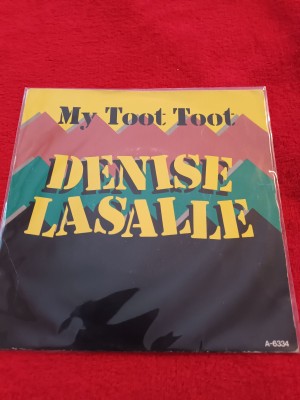 My Toot Toot
DENISE
LASALLE
A-6334